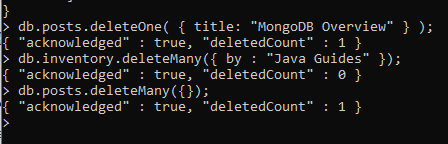 }
> db.posts.deleteOne( { title: "MongoDB Overview" } );
{ "acknowledged" : true, "deletedCount" : 1 }
> db.inventory.deleteMany({ by : "Java Guides" });
{ "acknowledged" : true, "deletedCount" : 0 }
> db.posts.deleteMany({});
{ "acknowledged" : true, "deletedCount" : 1 }
>